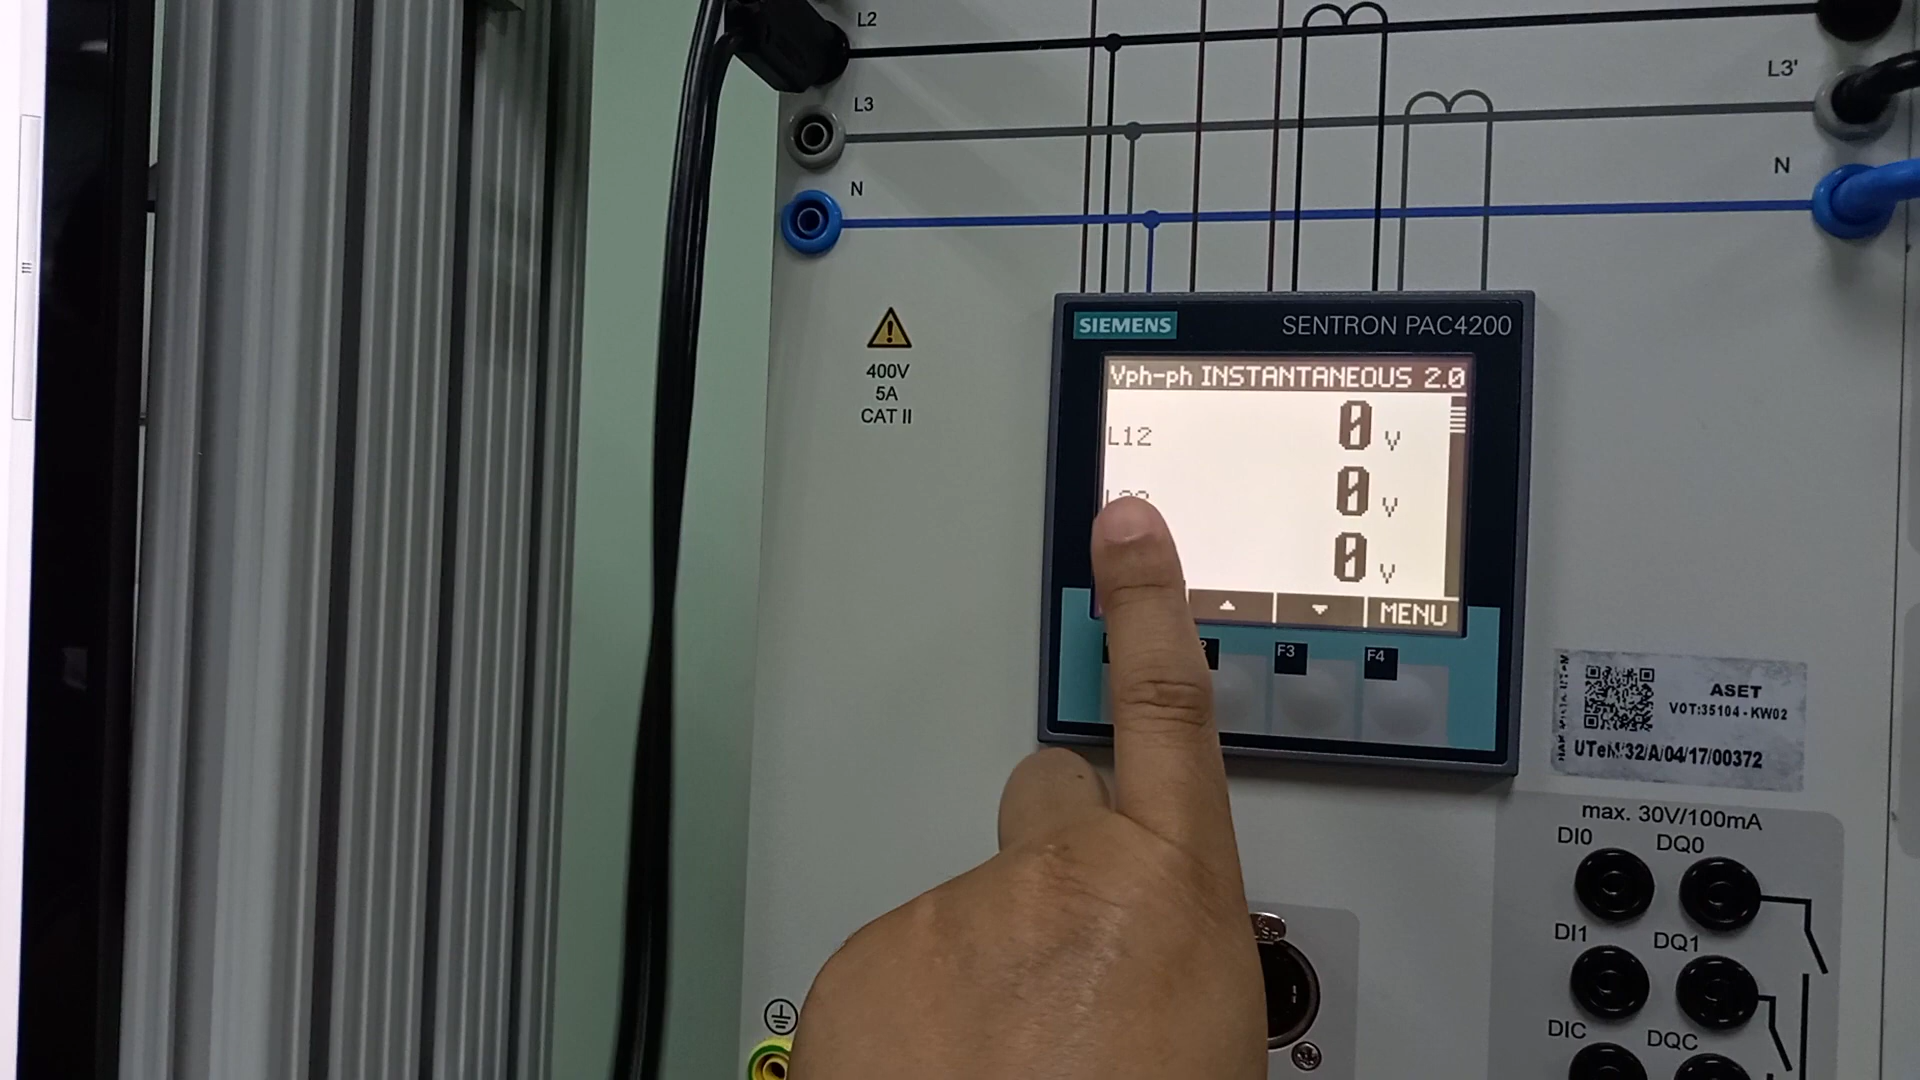 L2
L3
L3'
N
N
400V
5A
CAT II
SIEMENS
SENTRON PAC4200
Vph-ph INSTANTANEOUS 2.0
L12 0 V
0 V
0 V
MENU
F3
F4
ASET
VOT:35104 - KW02
UTeM/32/A/04/17/00372
max. 30V/100mA
DI0
DQ0
DI1
DQ1
DIC
DQC